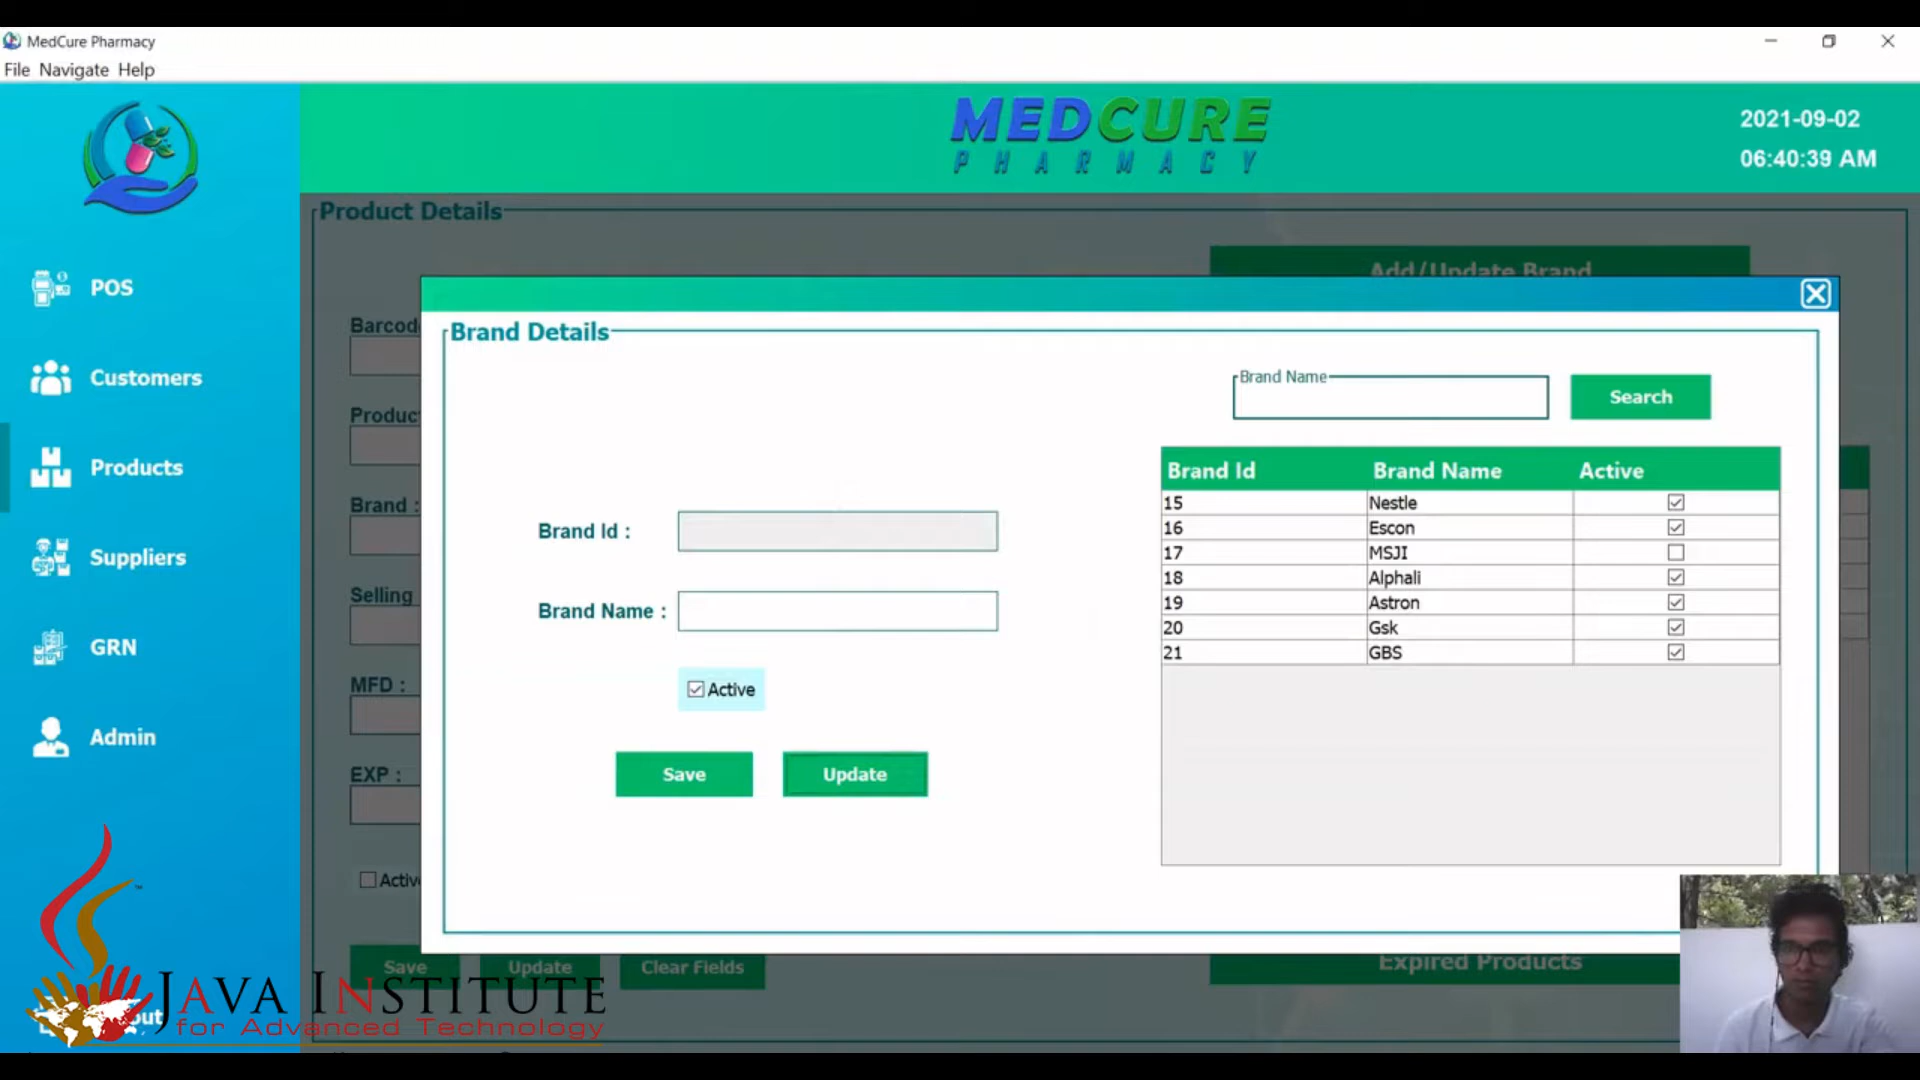 MedCure Pharmacy
File Navigate Help
MEDCURE
PHARMACY
2021-09-02
06:40:39 AM
POS
Customers
Products
Suppliers
GRN
Admin
Product Details
Add/Update Brand
Barcod
Produc
Brand :
Selling
MFD :
EXP :
Activ
Save
Update
Clear Fields
Expired Products
Brand Details
Brand Name
Search
Brand Id :
Brand Name :
Active
Save
Update
Brand Id Brand Name Active
15 Nestle
16 Escon
17 MSJI
18 Alphali
19 Astron
20 Gsk
21 GBS
JAVA INSTITUTE
for Advanced Technology